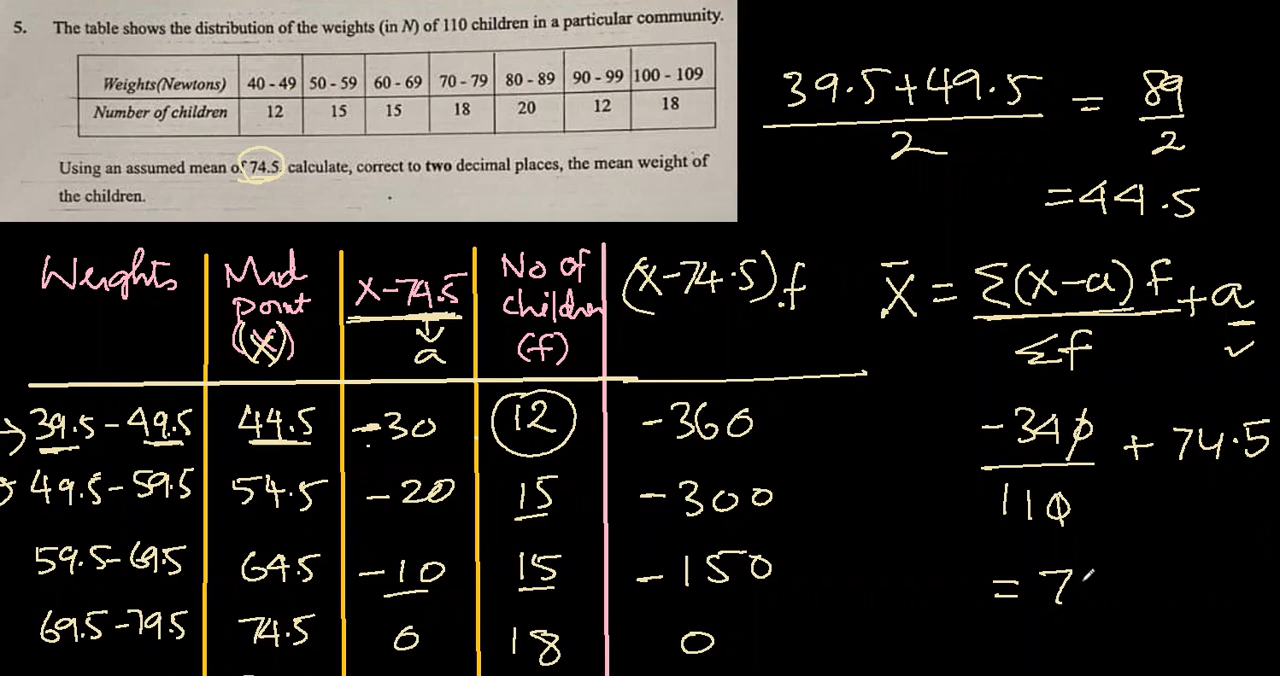 5. The table shows the distribution of the weights (in N) of 110 children in a particular community.
Weights(Newtons) 40 - 49 50 - 59 60 - 69 70 - 79 80 - 89 90 - 99 100 - 109
Number of children 12 15 15 18 20 12 18
Using an assumed mean of 74.5. calculate, correct to two decimal places, the mean weight of
the children.
39.5+49.5 / 2 = 89 / 2
=44.5
Weights Mid point (x) x-74.5 a No of children (f) (x-74.5).f
x̄ = Σ(x-a) f / Σf + a
39.5-49.5 44.5 -30 12 -360
49.5-59.5 54.5 -20 15 -300
59.5-69.5 64.5 -10 15 -150
69.5-79.5 74.5 0 18 0
-340 / 110 + 74.5
= 7